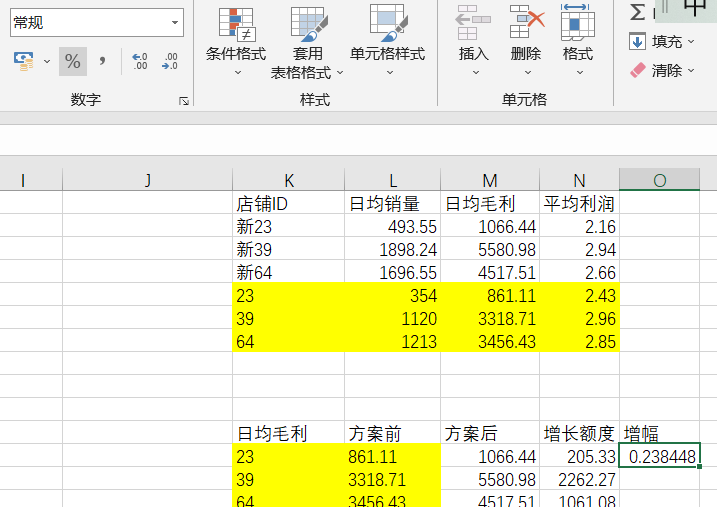 常规
中
% , .0 .00 .00 .0
条件格式 套用 表格格式 单元格样式
插入 删除 格式
Σ
填充
清除
数字 样式 单元格
I J K L M N O
店铺ID 日均销量 日均毛利 平均利润
新23 493.55 1066.44 2.16
新39 1898.24 5580.98 2.94
新64 1696.55 4517.51 2.66
23 354 861.11 2.43
39 1120 3318.71 2.96
64 1213 3456.43 2.85
日均毛利 方案前 方案后 增长额度 增幅
23 861.11 1066.44 205.33 0.238448
39 3318.71 5580.98 2262.27
64 3456.43 4517.51 1061.08